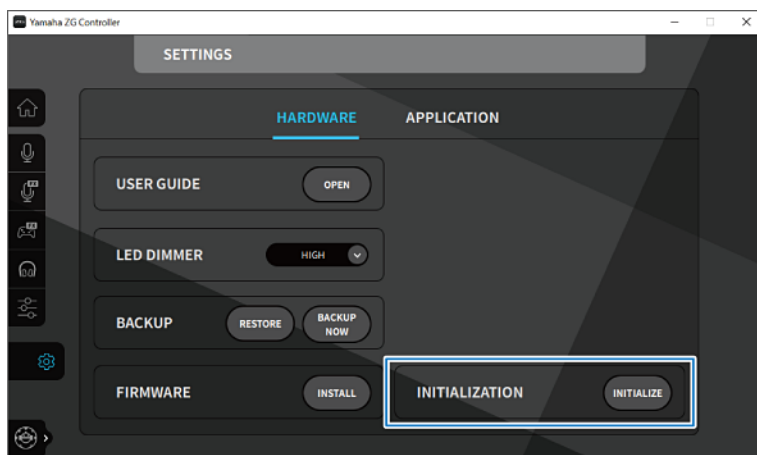 Yamaha ZG Controller
SETTINGS
HARDWARE APPLICATION
USER GUIDE OPEN
LED DIMMER HIGH
BACKUP RESTORE BACKUP
NOW
FIRMWARE INSTALL INITIALIZATION INITIALIZE